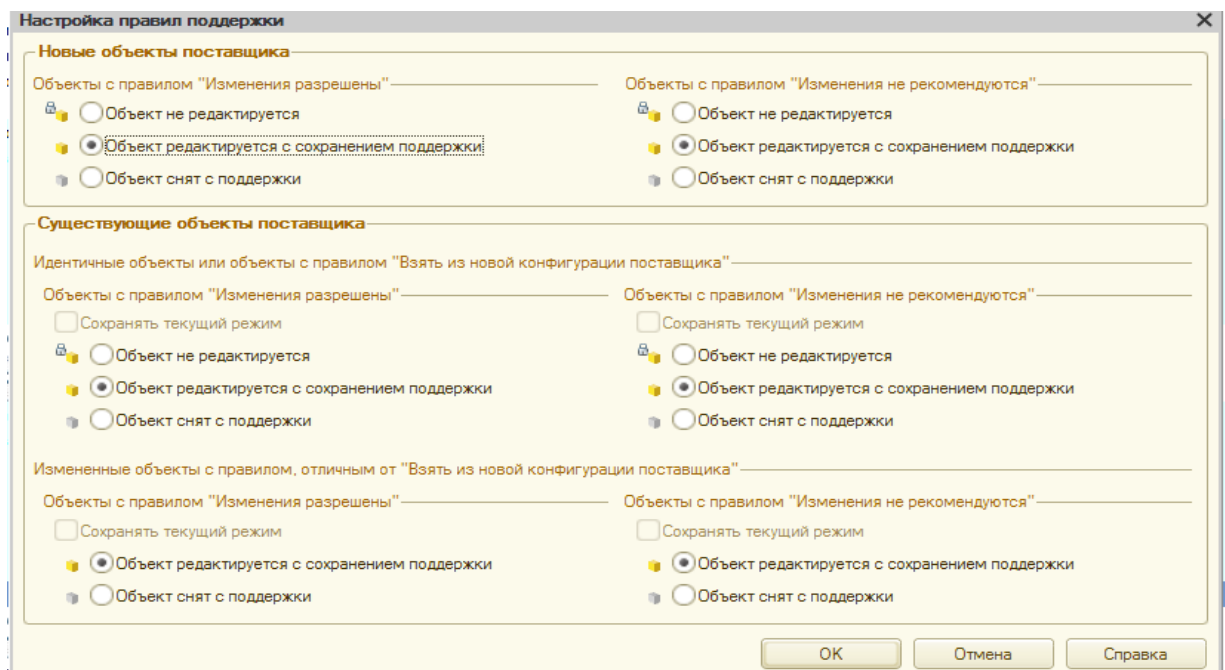 Настройка правил поддержки
Новые объекты поставщика
Объекты с правилом "Изменения разрешены"
Объекты с правилом "Изменения не рекомендуются"
Объект не редактируется
Объект не редактируется
Объект редактируется с сохранением поддержки
Объект редактируется с сохранением поддержки
Объект снят с поддержки
Объект снят с поддержки
Существующие объекты поставщика
Идентичные объекты или объекты с правилом "Взять из новой конфигурации поставщика"
Объекты с правилом "Изменения разрешены"
Объекты с правилом "Изменения не рекомендуются"
Сохранять текущий режим
Сохранять текущий режим
Объект не редактируется
Объект не редактируется
Объект редактируется с сохранением поддержки
Объект редактируется с сохранением поддержки
Объект снят с поддержки
Объект снят с поддержки
Измененные объекты с правилом, отличным от "Взять из новой конфигурации поставщика"
Объекты с правилом "Изменения разрешены"
Объекты с правилом "Изменения не рекомендуются"
Сохранять текущий режим
Сохранять текущий режим
Объект редактируется с сохранением поддержки
Объект редактируется с сохранением поддержки
Объект снят с поддержки
Объект снят с поддержки
ОК
Отмена
Справка